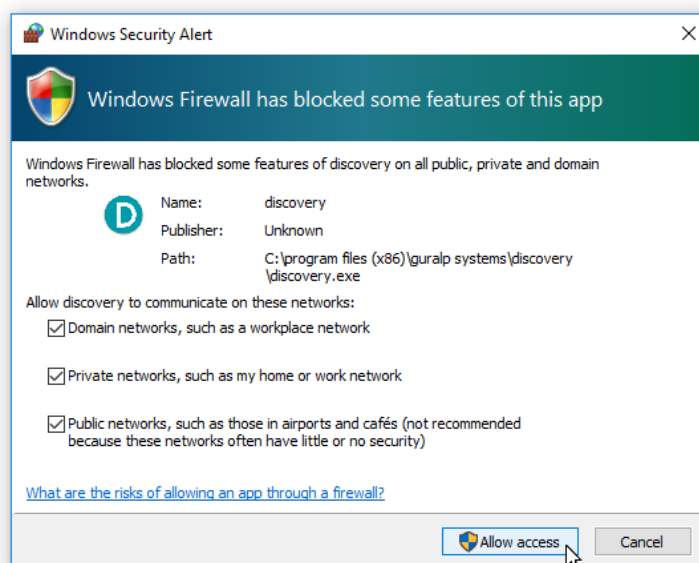 Windows Security Alert
Windows Firewall has blocked some features of this app
Windows Firewall has blocked some features of discovery on all public, private and domain
networks.
D
Name: discovery
Publisher: Unknown
Path: C:\program files (x86)\guralp systems\discovery
\discovery.exe
Allow discovery to communicate on these networks:
Domain networks, such as a workplace network
Private networks, such as my home or work network
Public networks, such as those in airports and cafés (not recommended
because these networks often have little or no security)
What are the risks of allowing an app through a firewall?
Allow access Cancel